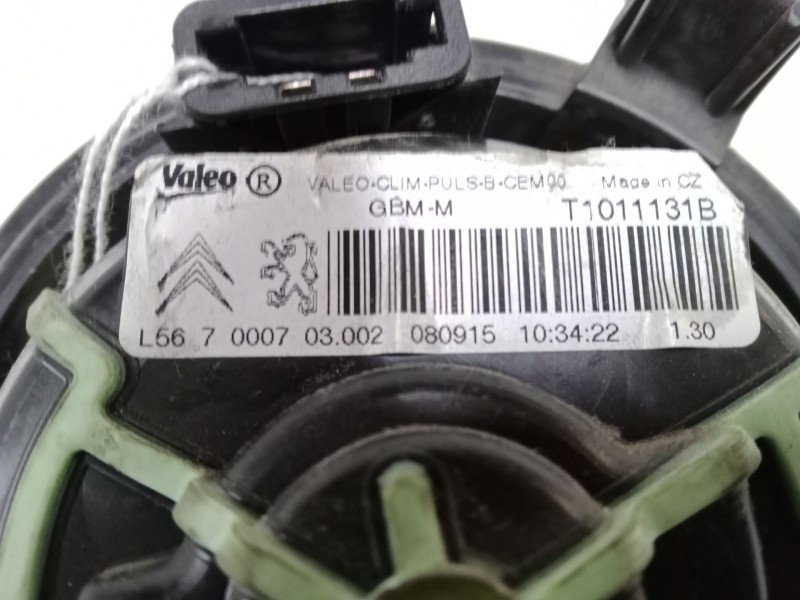 Valeo ® VALEO-CLIM-PULS-B-CEM00 Made in CZ
GBM-M T1011131B
L56 7 0007 03.002 080915 10:34:22 1.30